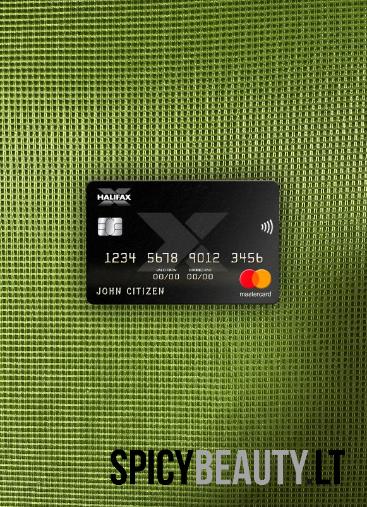 HALIFAX
1234 5678 9012 3456
00/00 00/00
JOHN CITIZEN
mastercard
SPICYBEAUTY.LT